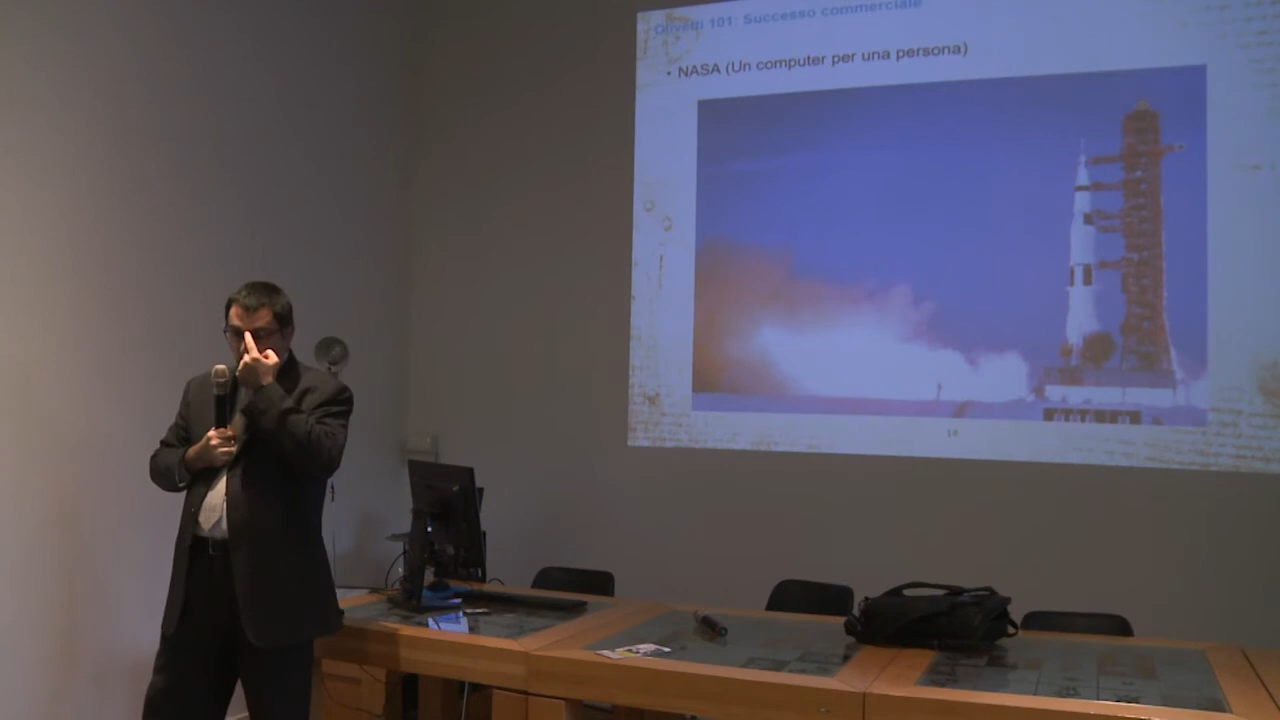 Olivetti 101: Successo commerciale
• NASA (Un computer per una persona)